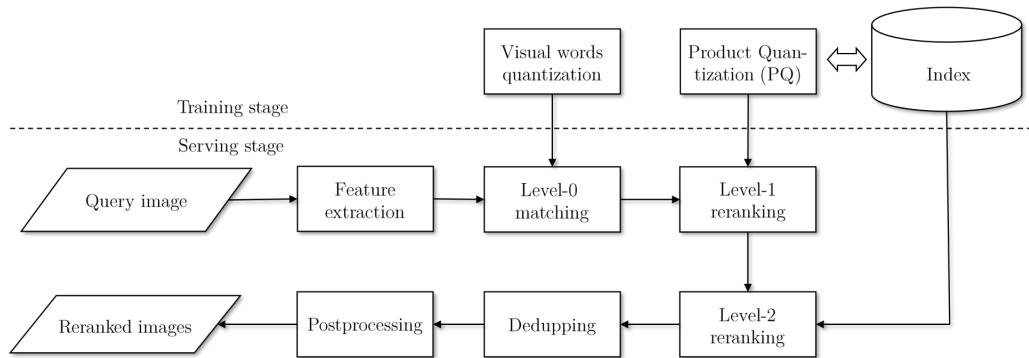 Visual words
quantization
Product Quan-
tization (PQ)
Index
Training stage
Serving stage
Query image
Feature
extraction
Level-0
matching
Level-1
reranking
Reranked images
Postprocessing
Dedupping
Level-2
reranking